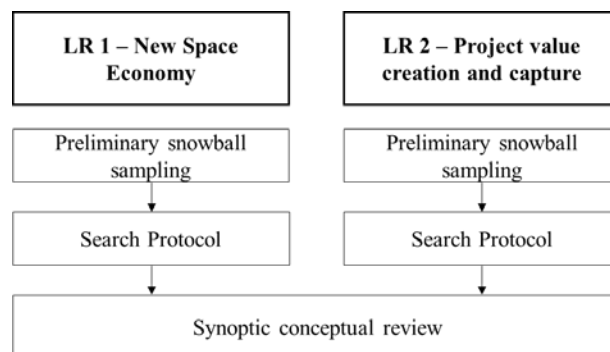 LR 1 – New Space
Economy
LR 2 – Project value
creation and capture
Preliminary snowball
sampling
Preliminary snowball
sampling
Search Protocol
Search Protocol
Synoptic conceptual review